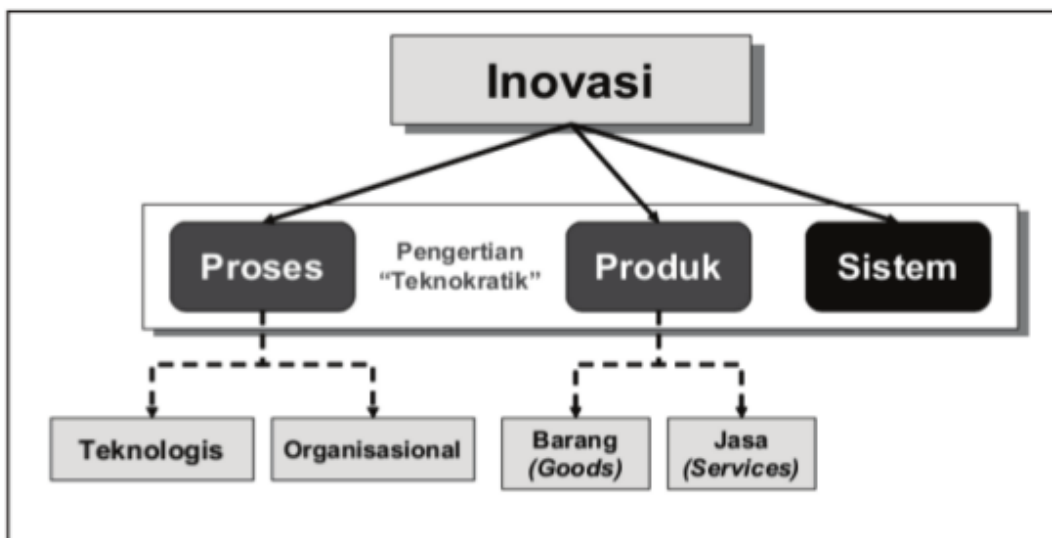 Inovasi
Proses
Pengertian
“Teknokratik”
Produk
Sistem
Teknologis
Organisasional
Barang
(Goods)
Jasa
(Services)